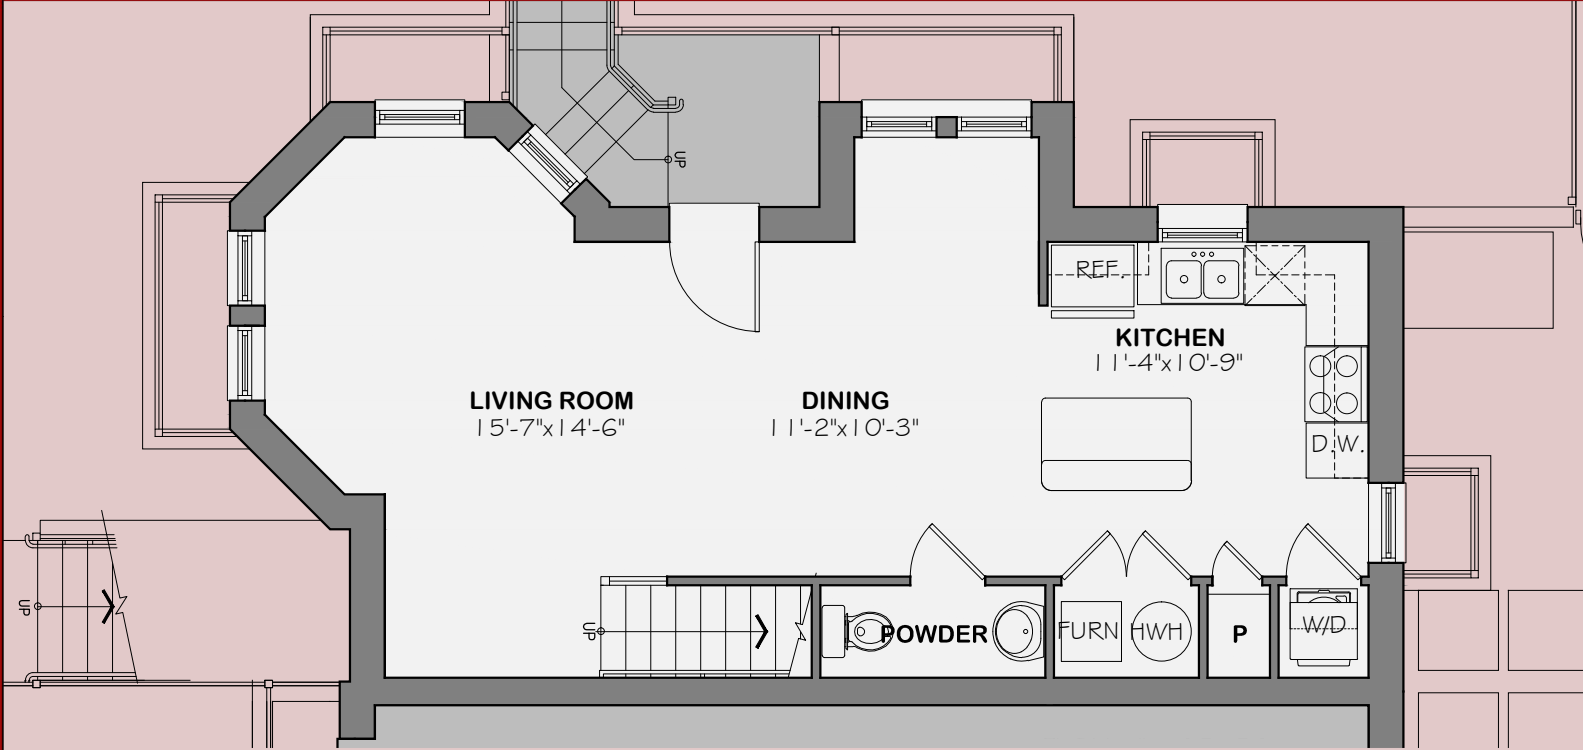 UP
REF.
KITCHEN
11'-4"x10'-9"
LIVING ROOM
15'-7"x14'-6"
DINING
11'-2"x10'-3"
D.W.
UP
UP
POWDER
FURN
HWH
P
W/D